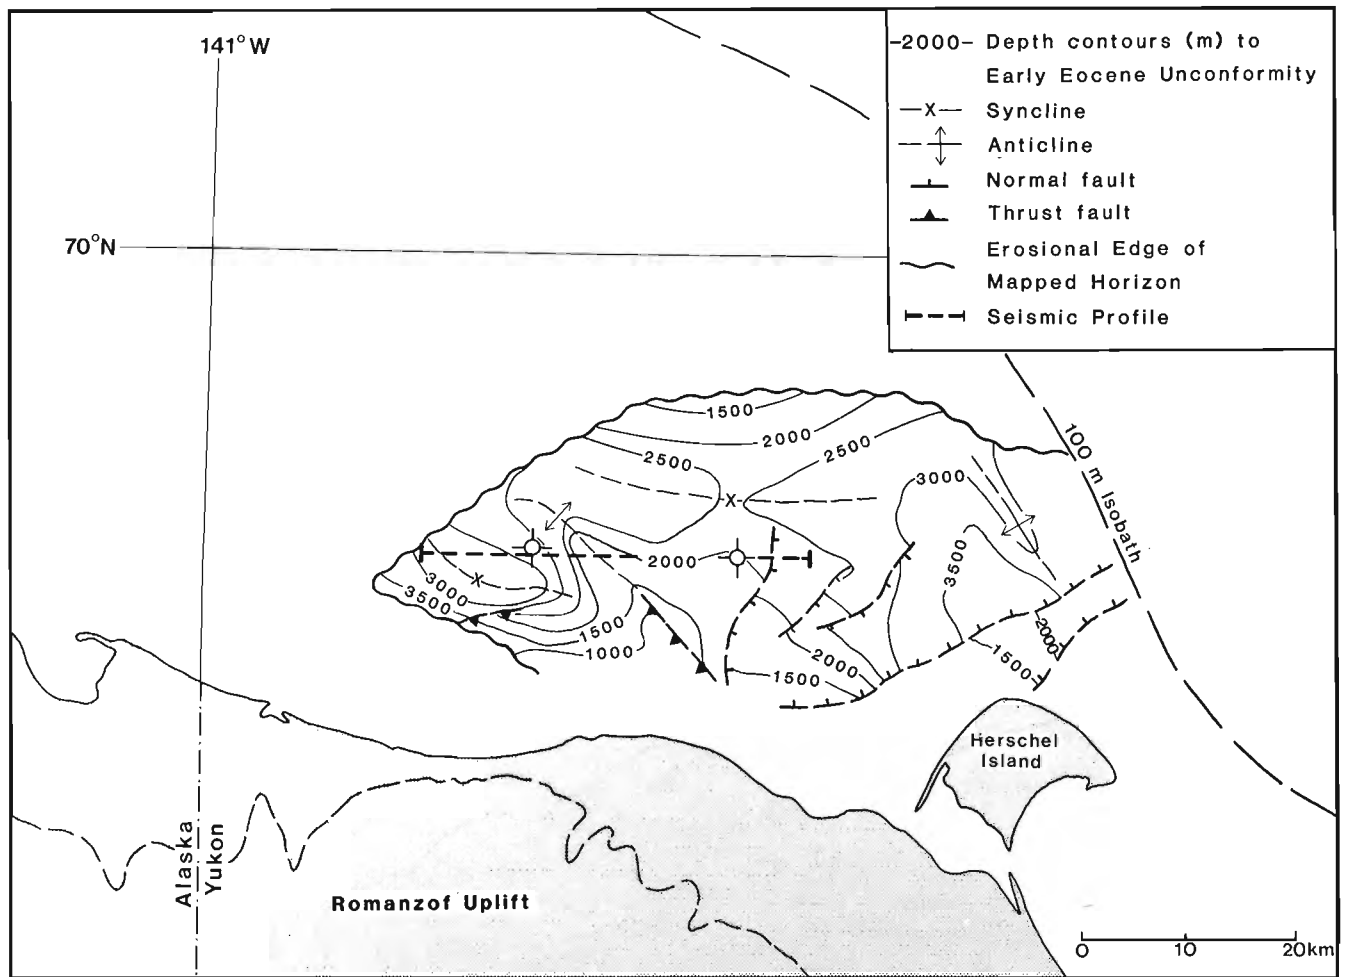 141°W
-2000- Depth contours (m) to
Early Eocene Unconformity
—X— Syncline
Anticline
Normal fault
Thrust fault
Erosional Edge of
Mapped Horizon
Seismic Profile
70°N
1500
2000
2500
2500
3000
100 m Isobath
X
3500
2000
X
3000
3500
1500
1000
2000
1500
2000
1500
Herschel
Island
Alaska
Yukon
Romanzof Uplift
0 10 20km